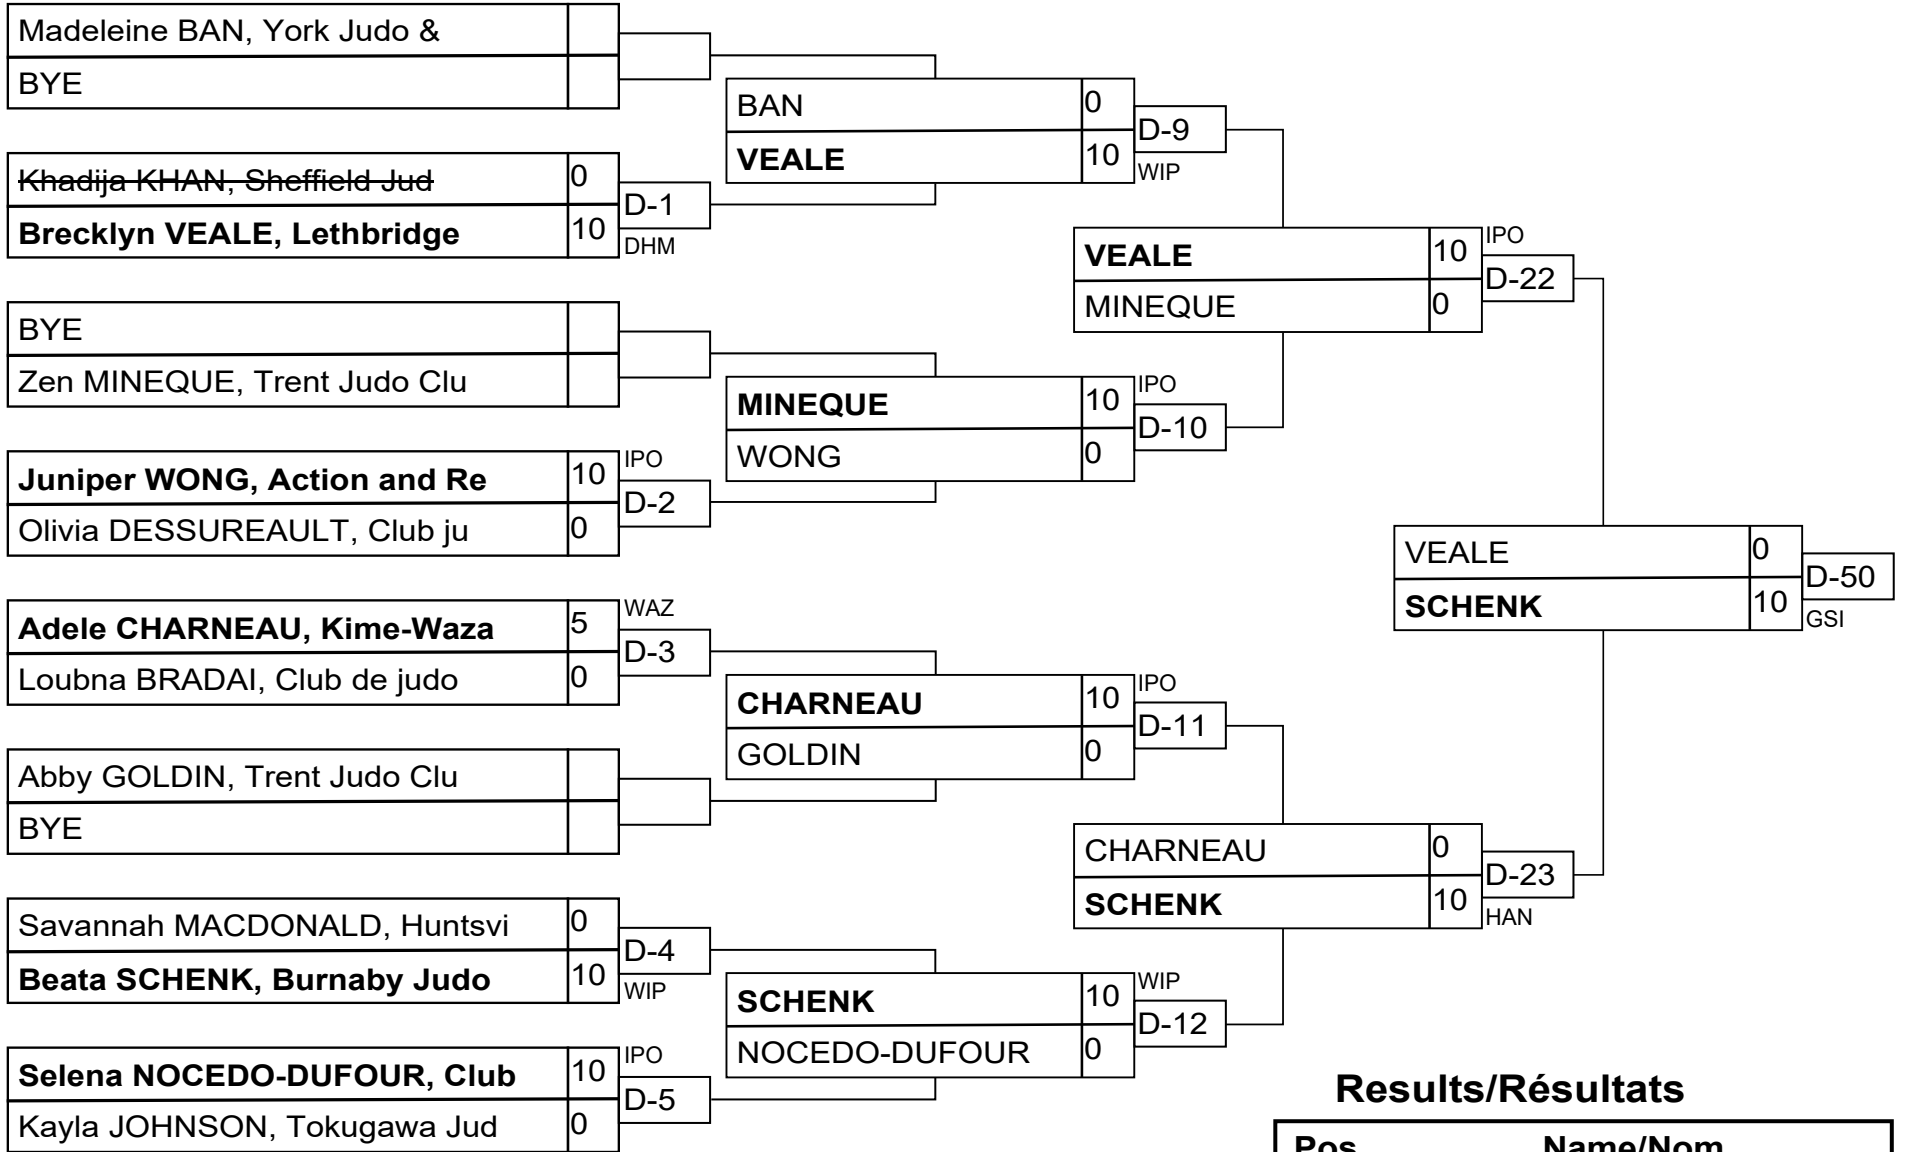 Madeleine BAN, York Judo &
BYE
Khadija KHAN, Sheffield Jud 0
Brecklyn VEALE, Lethbridge 10
D-1
DHM
BYE
Zen MINEQUE, Trent Judo Clu
Juniper WONG, Action and Re 10
Olivia DESSUREAULT, Club ju 0
IPO
D-2
Adele CHARNEAU, Kime-Waza 5
Loubna BRADAI, Club de judo 0
WAZ
D-3
Abby GOLDIN, Trent Judo Clu
BYE
Savannah MACDONALD, Huntsvi 0
Beata SCHENK, Burnaby Judo 10
D-4
WIP
Selena NOCEDO-DUFOUR, Club 10
Kayla JOHNSON, Tokugawa Jud 0
IPO
D-5
BAN 0
VEALE 10
D-9
WIP
MINEQUE 10
WONG 0
IPO
D-10
CHARNEAU 10
GOLDIN 0
IPO
D-11
SCHENK 10
NOCEDO-DUFOUR 0
WIP
D-12
VEALE 10
MINEQUE 0
IPO
D-22
CHARNEAU 0
SCHENK 10
D-23
HAN
VEALE 0
SCHENK 10
D-50
GSI
Results/Résultats
Pos Name/Nom